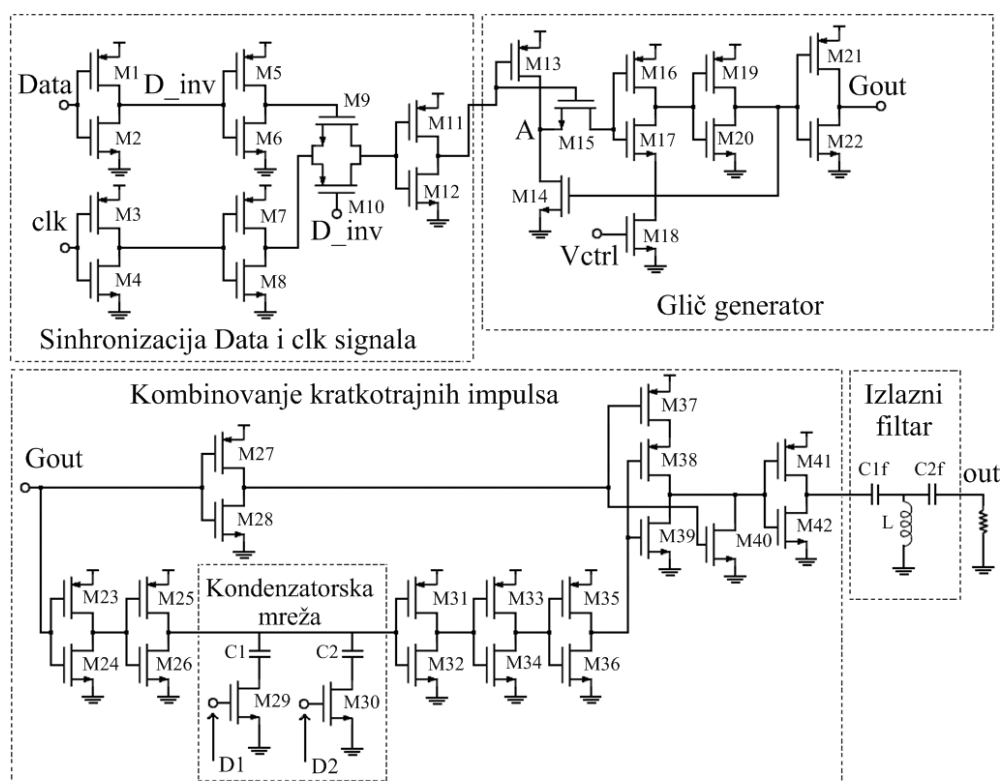 M1
Data
D_inv
M2
M5
M6
M9
M10
D_inv
M11
M12
M3
clk
M4
M7
M8
Sinhronizacija Data i clk signala
M13
A
M14
M15
M16
M17
M18
Vctrl
M19
M20
M21
M22
Gout
Glič generator
Kombinovanje kratkotrajnih impulsa
Gout
M27
M28
M23
M24
M25
M26
Kondenzatorska
mreža
C1
C2
M29
M30
D1
D2
M31
M32
M33
M34
M35
M36
M37
M38
M39
M40
M41
M42
Izlazni
filtar
C1f
C2f
out
L